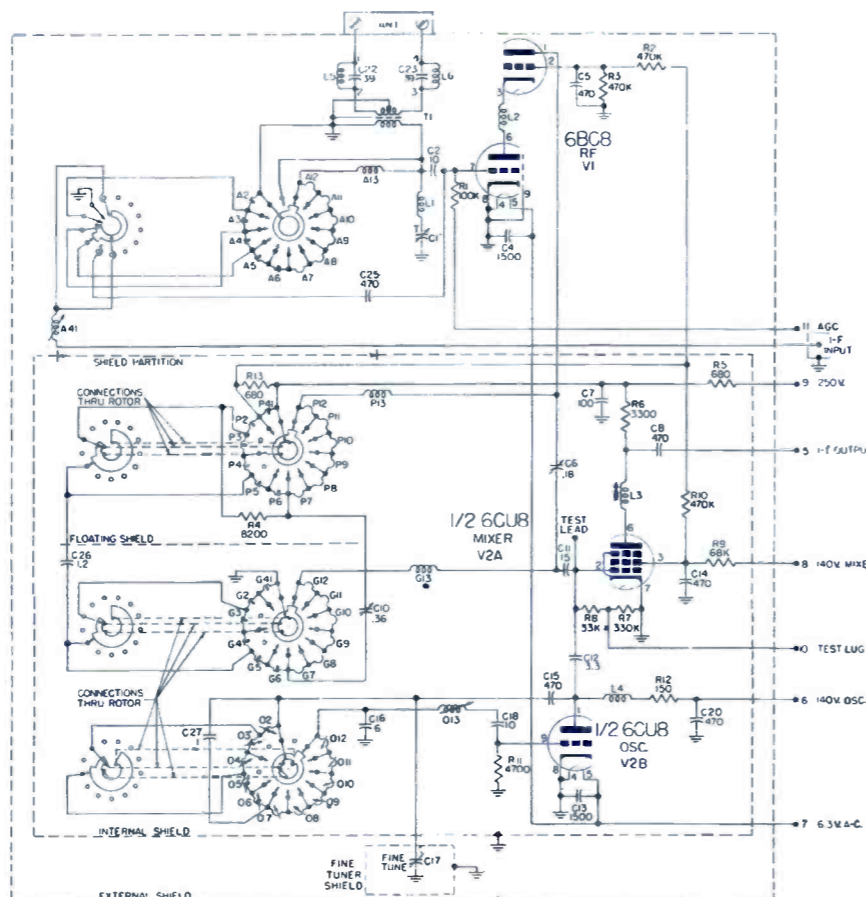 ANT.
1
4
L5
C22
39
C23
39
L6
2
3
T1
1
2
3
C5
470
R3
470K
R2
470K
L2
6
6BC8
RF
V1
C2
10
7
8
4
5
9
R1
100K
C4
1500
A13
L1
C1
A2
A3
A4
A5
A6
A7
A8
A9
A10
A11
A12
C25
470
A41
11 AGC
I-F
INPUT
SHIELD PARTITION
CONNECTIONS
THRU ROTOR
R13
680
P13
P41
P2
P3
P4
P5
P6
P7
P8
P9
P10
P11
P12
R5
680
9 250V.
C7
100
R6
3300
C8
470
5 I-F OUTPUT
C6
.18
L3
R10
470K
R4
8200
FLOATING SHIELD
1/2 6CU8
MIXER
V2A
TEST
LEAD
C11
15
6
2
3
7
R9
68K
8 140V. MIXE
C14
470
C26
1.2
G13
G41
G2
G3
G4
G5
G6
G7
G8
G9
G10
G11
G12
C10
.36
R8
33K
R7
330K
10 TEST LUG
C12
3.3
CONNECTIONS
THRU ROTOR
C15
470
L4
R12
150
6 140V. OSC.
C20
470
C27
O2
O3
O4
O5
O6
O7
O8
O9
O10
O11
O12
C16
6
O13
C18
10
R11
4700
1
9
8
4
5
1/2 6CU8
OSC.
V2B
C13
1500
7 6.3V. A-C.
INTERNAL SHIELD
FINE
TUNER
SHIELD
FINE
TUNE
C17
EXTERNAL SHIELD